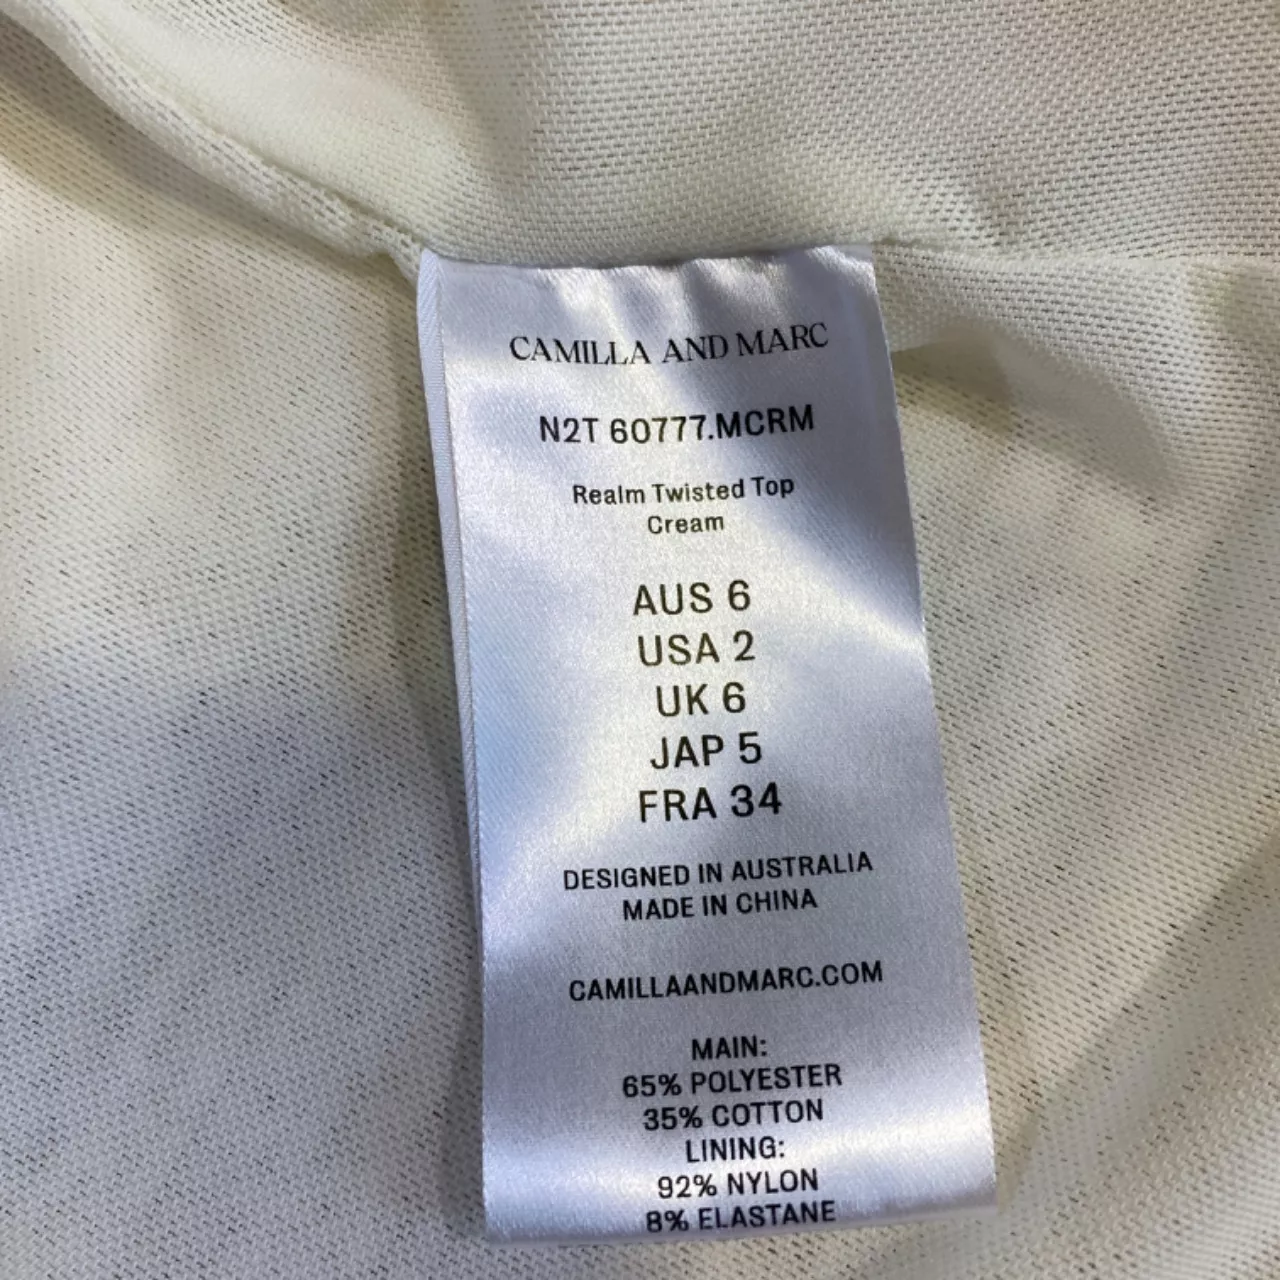 CAMILLA AND MARC
N2T 60777.MCRM
Realm Twisted Top
Cream
AUS 6
USA 2
UK 6
JAP 5
FRA 34
DESIGNED IN AUSTRALIA
MADE IN CHINA
CAMILLAANDMARC.COM
MAIN:
65% POLYESTER
35% COTTON
LINING:
92% NYLON
8% ELASTANE